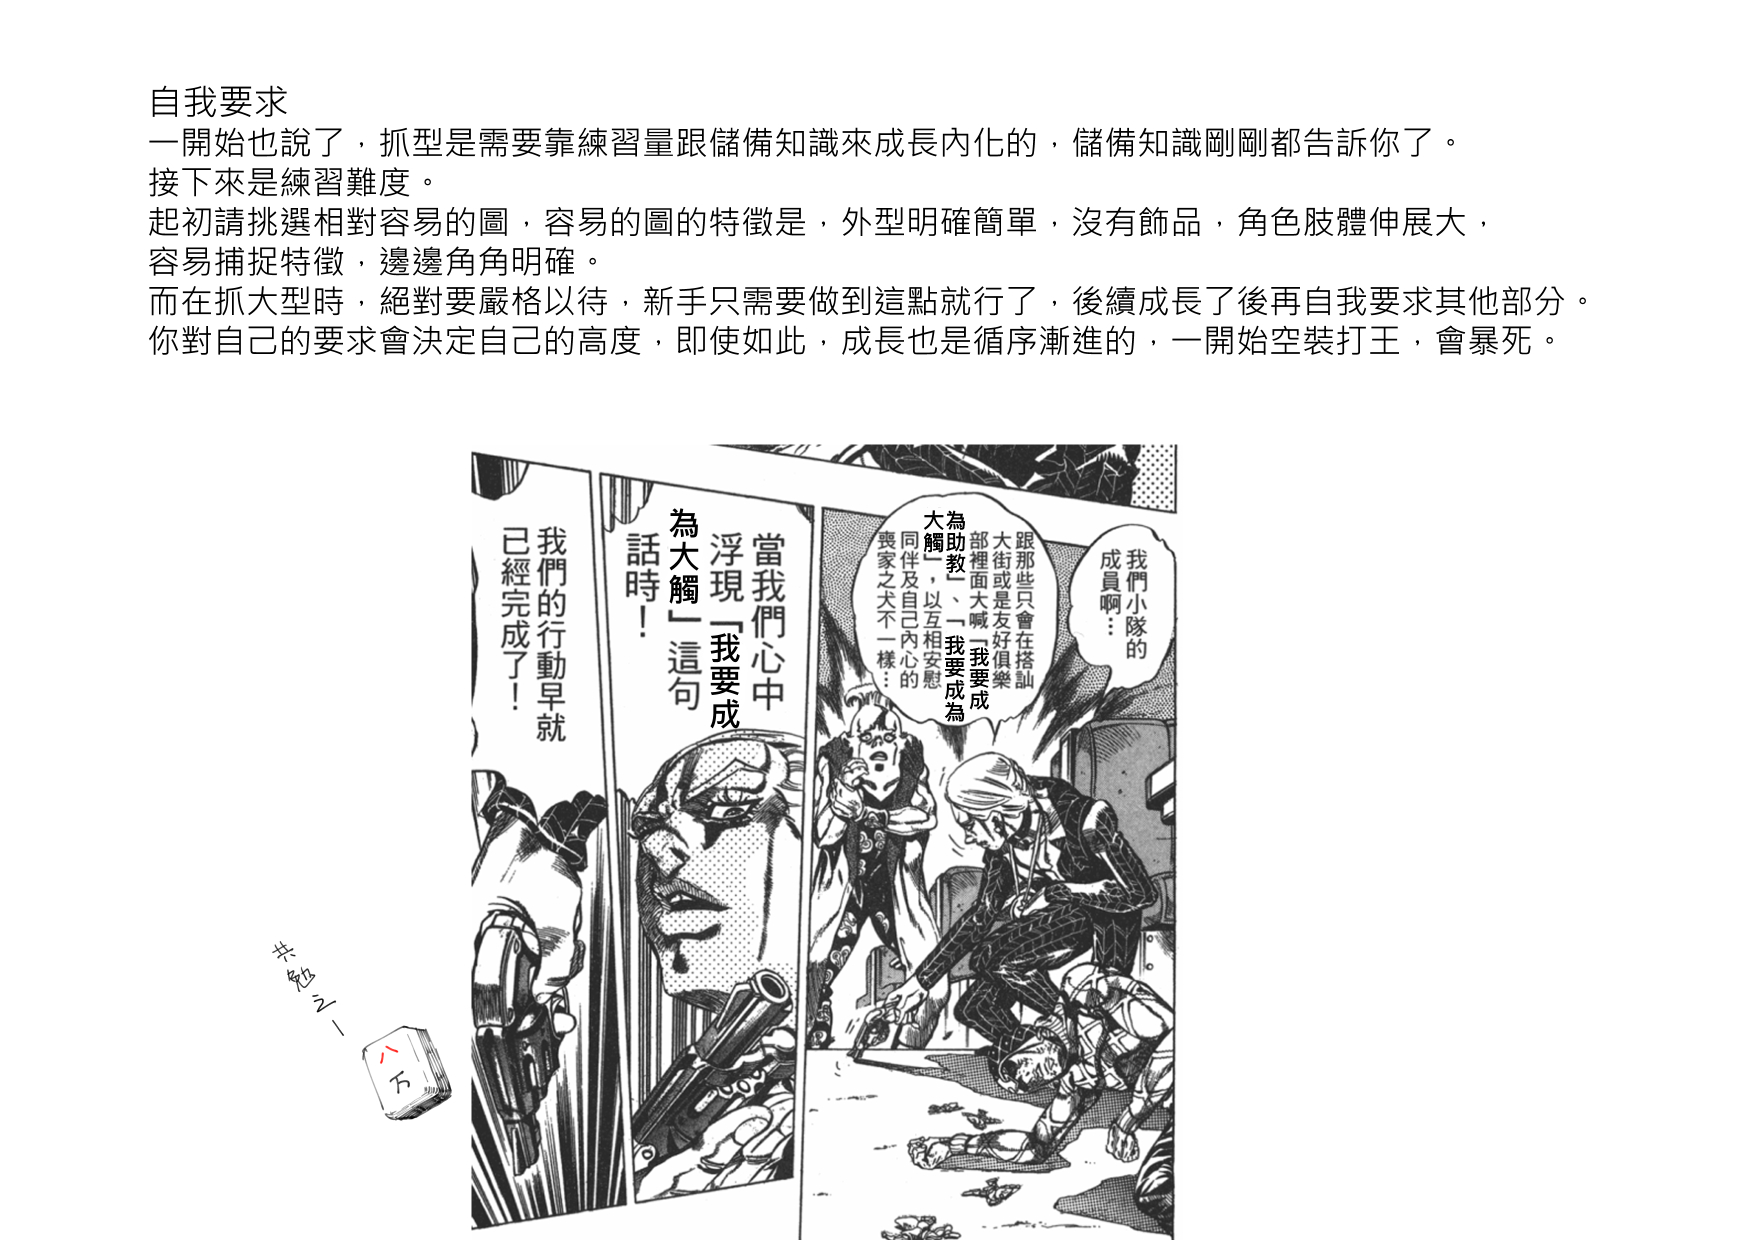 自我要求
一開始也說了，抓型是需要靠練習量跟儲備知識來成長內化的，儲備知識剛剛都告訴你了。
接下來是練習難度。
起初請挑選相對容易的圖，容易的圖的特徵是，外型明確簡單，沒有飾品，角色肢體伸展大，
容易捕捉特徵，邊邊角角明確。
而在抓大型時，絕對要嚴格以待，新手只需要做到這點就行了，後續成長了後再自我要求其他部分。
你對自己的要求會決定自己的高度，即使如此，成長也是循序漸進的，一開始空裝打王，會暴死。
我們小隊的
成員啊…
跟那些只會在搭訕
大街或是友好俱樂
部裡面大喊「我要成
為助教」、「我要成為
大觸」，以互相安慰
同伴及自己內心的
喪家之犬不一樣…
當我們心中
浮現「我要成
為大觸」這句
話時！
我們的行動早就
已經完成了！
共勉之
八万